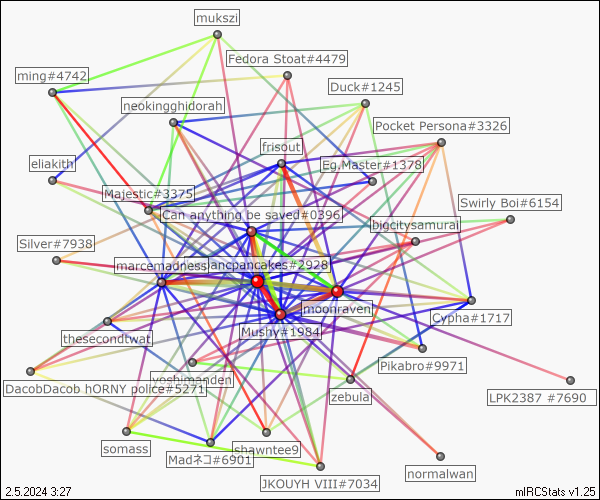 mukszi
Fedora Stoat#4479
ming#4742
Duck#1245
neokingghidorah
Pocket Persona#3326
frisout
eliakith
Eg.Master#1378
Majestic#3375
Swirly Boi#6154
Can anything be saved#0396
bigcitysamurai
Silver#7938
marcemadness
ancpancakes#2928
moonraven
Cypha#1717
thesecondtwat
Mushy#1984
Pikabro#9971
yoshimanden
DacobDacob hORNY police#5271
zebula
LPK2387 #7690
somass
shawntee9
Madネコ#6901
normalwan
JKOUYH VIII#7034
2.5.2024 3:27
mIRCStats v1.25